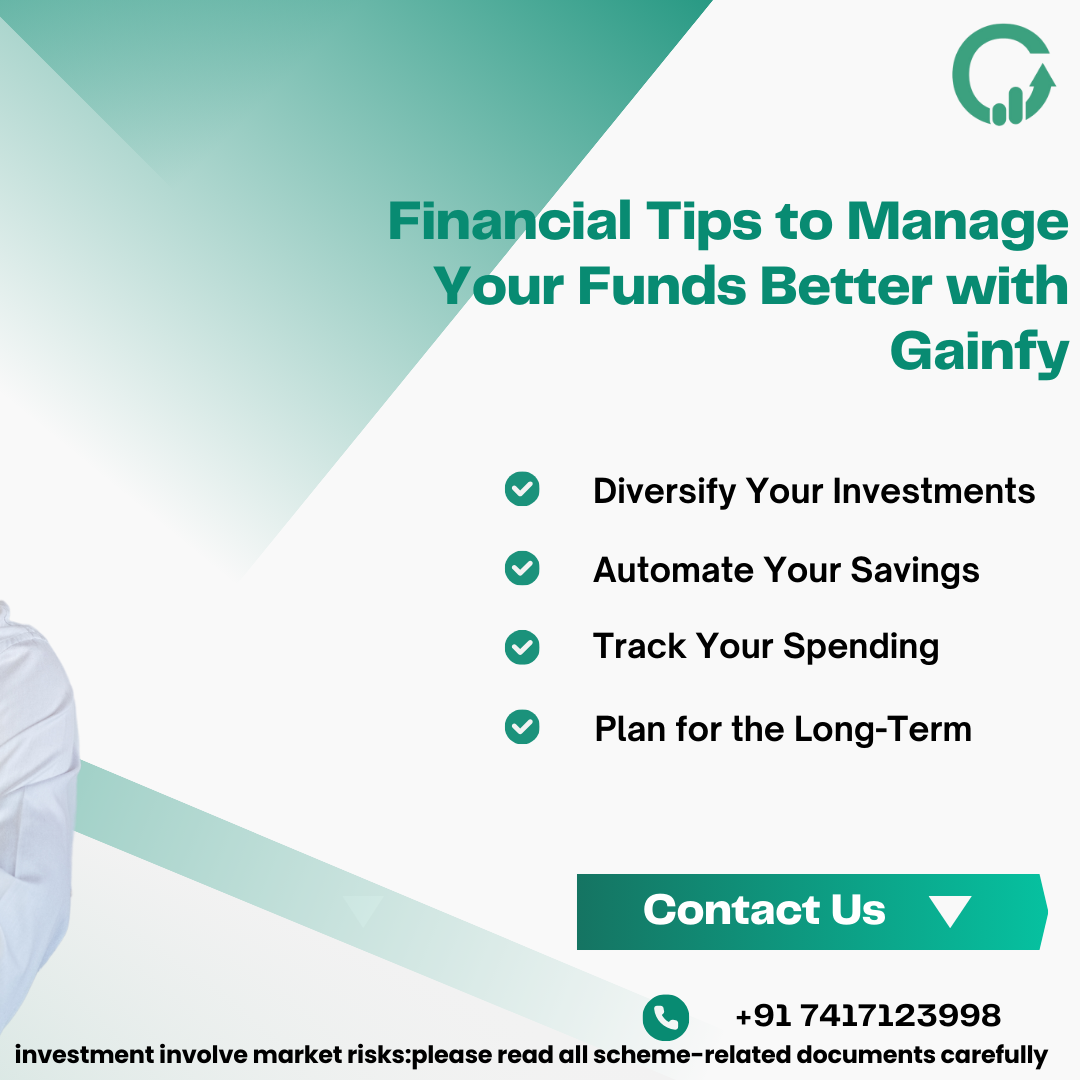 Financial Tips to Manage
Your Funds Better with
Gainfy
Diversify Your Investments
Automate Your Savings
Track Your Spending
Plan for the Long-Term
Contact Us
+91 7417123998
investment involve market risks:please read all scheme-related documents carefully